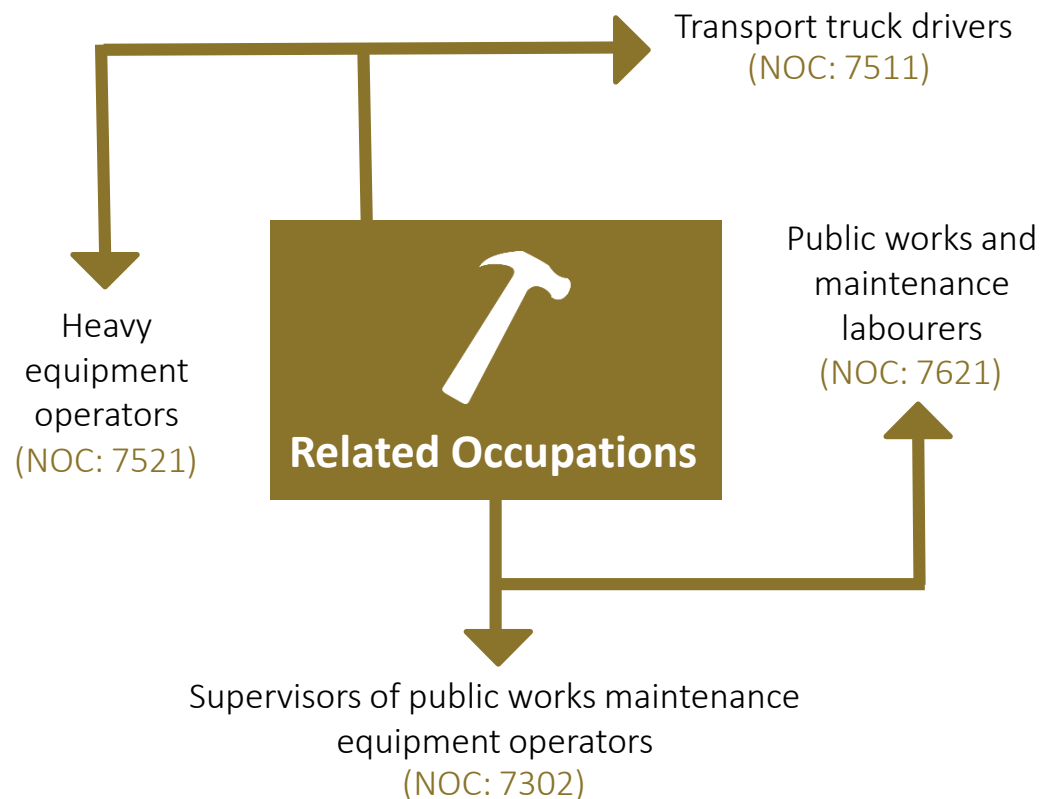 Transport truck drivers
(NOC: 7511)
Public works and
maintenance
labourers
(NOC: 7621)
Heavy
equipment
operators
(NOC: 7521)
Related Occupations
Supervisors of public works maintenance
equipment operators
(NOC: 7302)